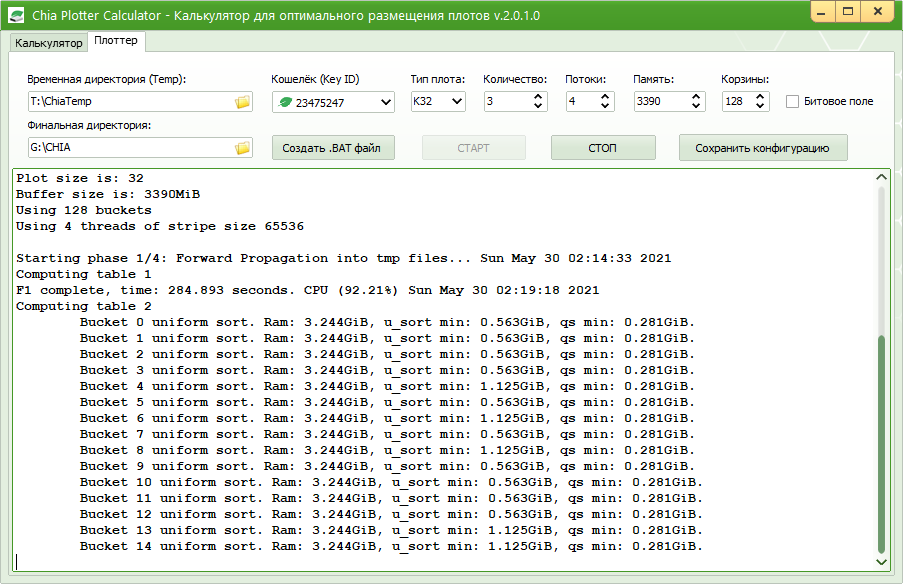 Chia Plotter Calculator - Калькулятор для оптимального размещения плотов v.2.0.1.0
Калькулятор Плоттер
Временная директория (Temp): Кошелёк (Key ID) Тип плота: Количество: Потоки: Память: Корзины:
T:\ChiaTemp 23475247 K32 3 4 3390 128 Битовое поле
Финальная директория:
G:\CHIA Создать .BAT файл СТАРТ СТОП Сохранить конфигурацию
Plot size is: 32
Buffer size is: 3390MiB
Using 128 buckets
Using 4 threads of stripe size 65536
Starting phase 1/4: Forward Propagation into tmp files... Sun May 30 02:14:33 2021
Computing table 1
F1 complete, time: 284.893 seconds. CPU (92.21%) Sun May 30 02:19:18 2021
Computing table 2
Bucket 0 uniform sort. Ram: 3.244GiB, u_sort min: 0.563GiB, qs min: 0.281GiB.
Bucket 1 uniform sort. Ram: 3.244GiB, u_sort min: 0.563GiB, qs min: 0.281GiB.
Bucket 2 uniform sort. Ram: 3.244GiB, u_sort min: 0.563GiB, qs min: 0.281GiB.
Bucket 3 uniform sort. Ram: 3.244GiB, u_sort min: 0.563GiB, qs min: 0.281GiB.
Bucket 4 uniform sort. Ram: 3.244GiB, u_sort min: 1.125GiB, qs min: 0.281GiB.
Bucket 5 uniform sort. Ram: 3.244GiB, u_sort min: 0.563GiB, qs min: 0.281GiB.
Bucket 6 uniform sort. Ram: 3.244GiB, u_sort min: 1.125GiB, qs min: 0.281GiB.
Bucket 7 uniform sort. Ram: 3.244GiB, u_sort min: 0.563GiB, qs min: 0.281GiB.
Bucket 8 uniform sort. Ram: 3.244GiB, u_sort min: 1.125GiB, qs min: 0.281GiB.
Bucket 9 uniform sort. Ram: 3.244GiB, u_sort min: 0.563GiB, qs min: 0.281GiB.
Bucket 10 uniform sort. Ram: 3.244GiB, u_sort min: 0.563GiB, qs min: 0.281GiB.
Bucket 11 uniform sort. Ram: 3.244GiB, u_sort min: 0.563GiB, qs min: 0.281GiB.
Bucket 12 uniform sort. Ram: 3.244GiB, u_sort min: 0.563GiB, qs min: 0.281GiB.
Bucket 13 uniform sort. Ram: 3.244GiB, u_sort min: 1.125GiB, qs min: 0.281GiB.
Bucket 14 uniform sort. Ram: 3.244GiB, u_sort min: 1.125GiB, qs min: 0.281GiB.